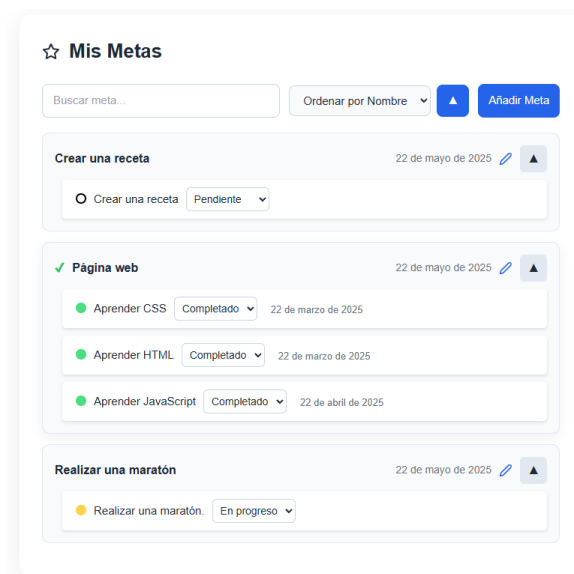 Mis Metas
Buscar meta... Ordenar por Nombre ▲ Añadir Meta
Crear una receta 22 de mayo de 2025 ▲
Crear una receta Pendiente
Página web 22 de mayo de 2025 ▲
Aprender CSS Completado 22 de marzo de 2025
Aprender HTML Completado 22 de marzo de 2025
Aprender JavaScript Completado 22 de abril de 2025
Realizar una maratón 22 de mayo de 2025 ▲
Realizar una maratón. En progreso